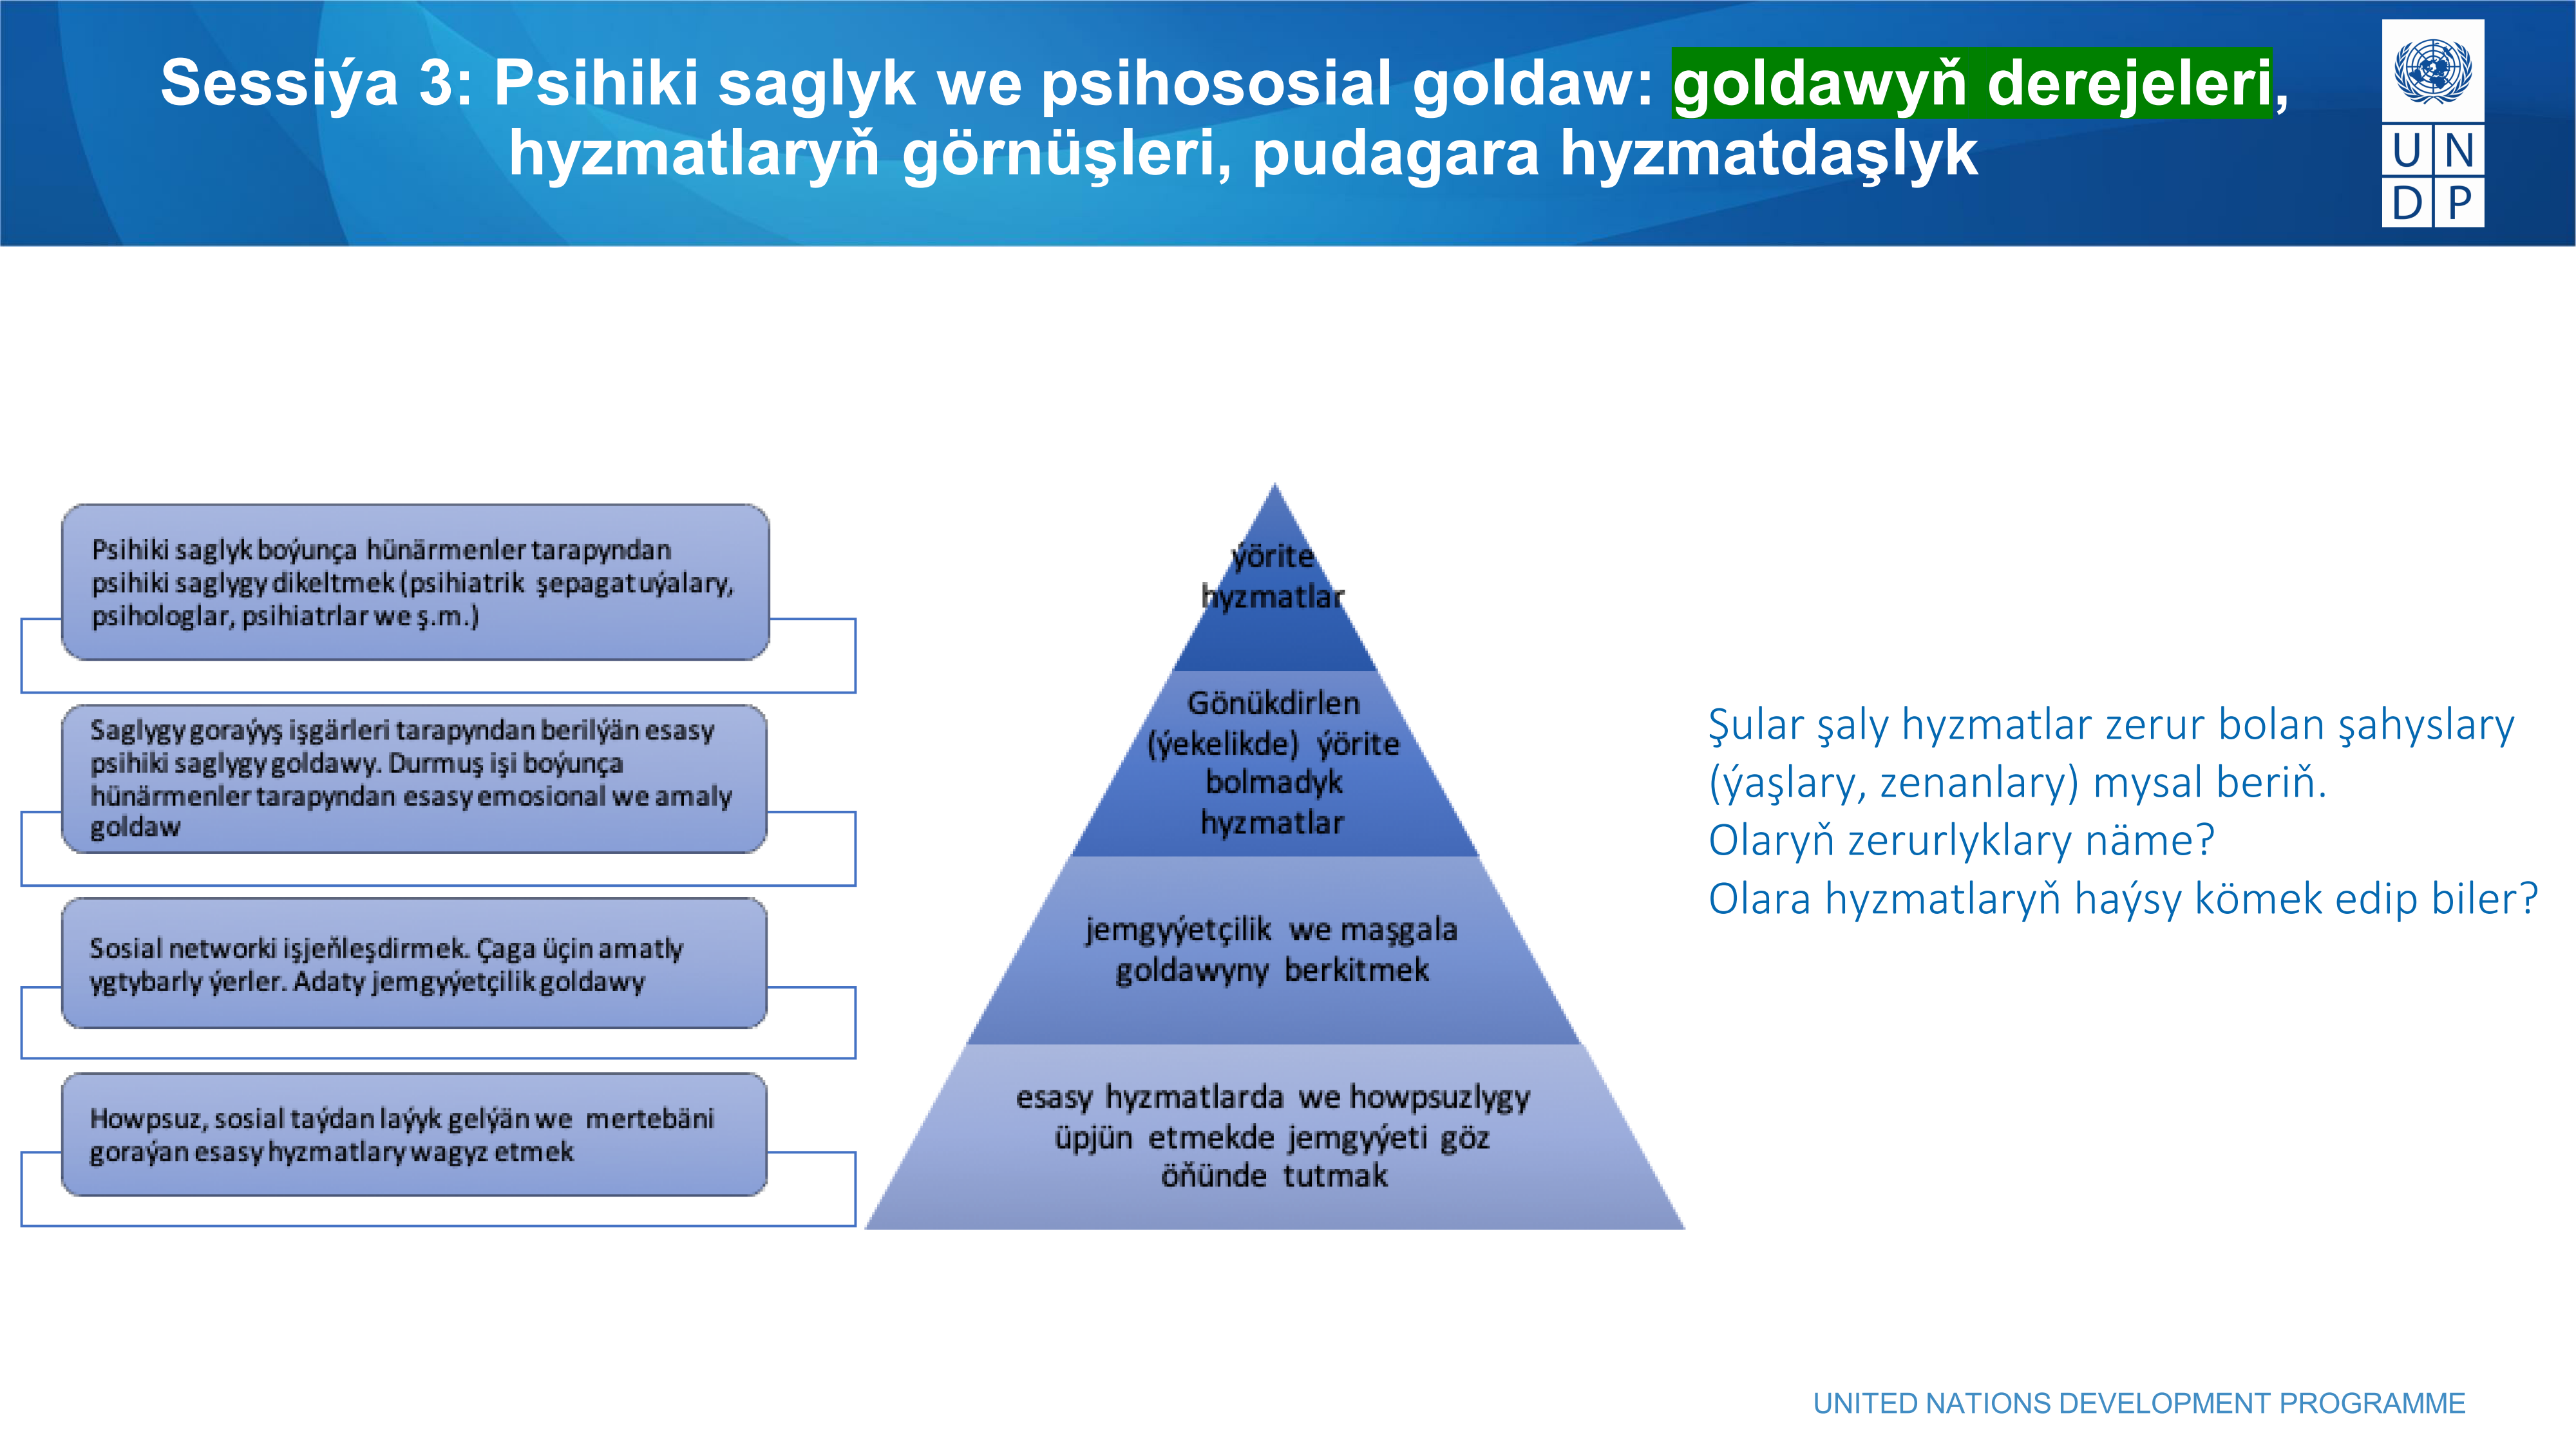 Sessiýa 3: Psihiki saglyk we psihososial goldaw: goldawyň derejeleri,
hyzmatlaryň görnüşleri, pudagara hyzmatdaşlyk
U N
D P
Psihiki saglyk boýunça hünärmenler tarapyndan
psihiki saglygy dikeltmek (psihiatrik şepagat uýalary,
psihologlar, psihiatrlar we ş.m.)
Saglygy goraýyş işgärleri tarapyndan berilýän esasy
psihiki saglygy goldawy. Durmuş işi boýunça
hünärmenler tarapyndan esasy emosional we amaly
goldaw
Sosial networki işjeňleşdirmek. Çaga üçin amatly
ygtybarly ýerler. Adaty jemgyýetçilik goldawy
Howpsuz, sosial taýdan laýyk gelýän we mertebäni
goraýan esasy hyzmatlary wagyz etmek
ýörite
hyzmatlar
Gönükdirlen
(ýekelikde) ýörite
bolmadyk
hyzmatlar
jemgyýetçilik we maşgala
goldawyny berkitmek
esasy hyzmatlarda we howpsuzlygy
üpjün etmekde jemgyýeti göz
öňünde tutmak
Şular şaly hyzmatlar zerur bolan şahyslary
(ýaşlary, zenanlary) mysal beriň.
Olaryň zerurlyklary näme?
Olara hyzmatlaryň haýsy kömek edip biler?
UNITED NATIONS DEVELOPMENT PROGRAMME